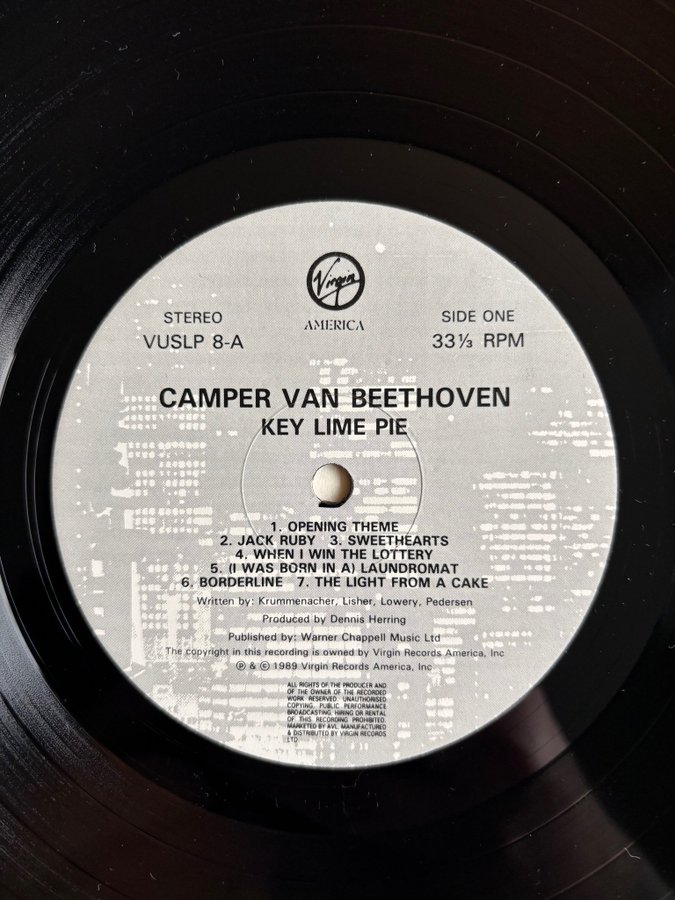 Virgin
AMERICA
STEREO
VUSLP 8-A
SIDE ONE
33⅓ RPM
CAMPER VAN BEETHOVEN
KEY LIME PIE
1. OPENING THEME
2. JACK RUBY 3. SWEETHEARTS
4. WHEN I WIN THE LOTTERY
5. (I WAS BORN IN A) LAUNDROMAT
6. BORDERLINE 7. THE LIGHT FROM A CAKE
Written by: Krummenacher, Lisher, Lowery, Pedersen
Produced by Dennis Herring
Published by: Warner Chappell Music Ltd
The copyright in this recording is owned by Virgin Records America, Inc
℗ & © 1989 Virgin Records America, Inc
ALL RIGHTS OF THE PRODUCER AND
OF THE OWNER OF THE RECORDED
WORK RESERVED. UNAUTHORISED
COPYING, PUBLIC PERFORMANCE
BROADCASTING, HIRING OR RENTAL
OF THIS RECORDING PROHIBITED.
MARKETED BY AVL. MANUFACTURED
& DISTRIBUTED BY VIRGIN RECORDS
LTD.